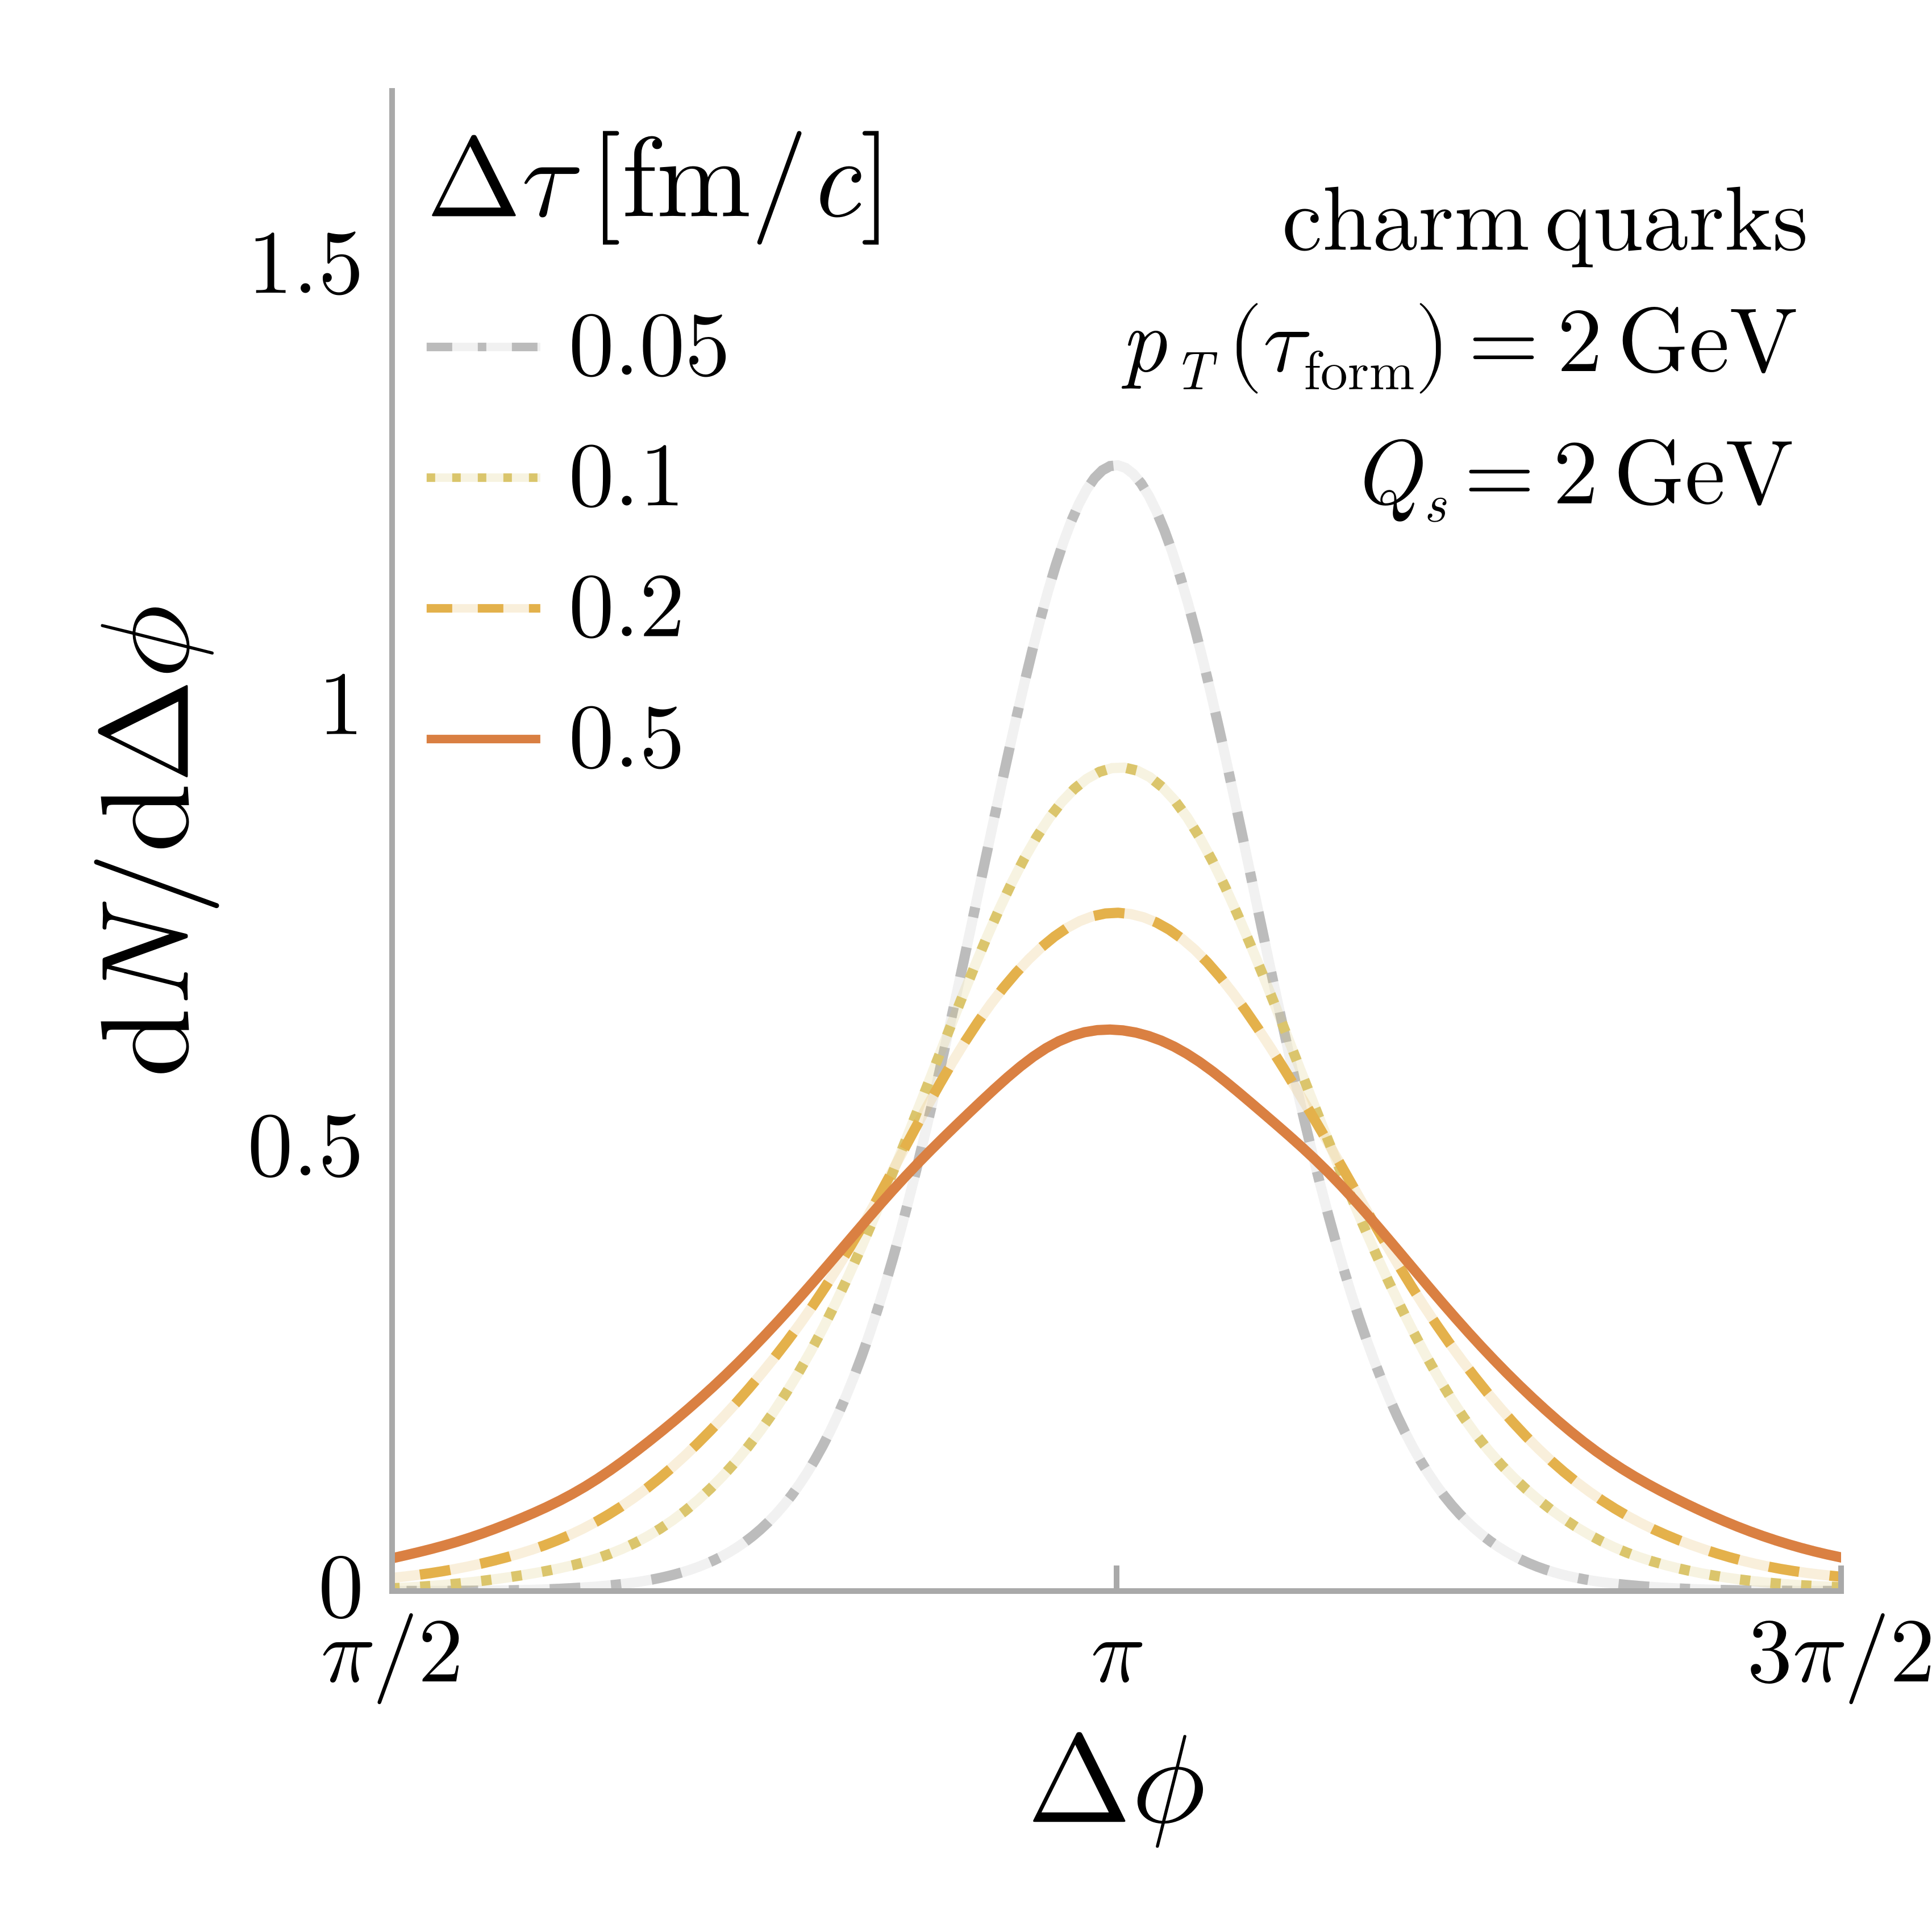 Δτ [fm/c]
0.05
0.1
0.2
0.5
charm quarks
p_T(τ_form) = 2 GeV
Q_s = 2 GeV
dN/dΔϕ
1.5
1
0.5
0
π/2
π
3π/2
Δϕ